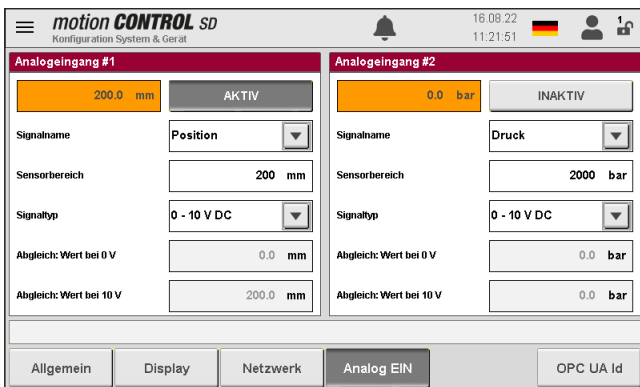 motion CONTROL SD
Konfiguration System & Gerät
16.08.22
11:21:51
1
Analogeingang #1
200.0 mm
AKTIV
Signalname
Position
Sensorbereich
200 mm
Signaltyp
0 - 10 V DC
Abgleich: Wert bei 0 V
0.0 mm
Abgleich: Wert bei 10 V
200.0 mm
Analogeingang #2
0.0 bar
INAKTIV
Signalname
Druck
Sensorbereich
2000 bar
Signaltyp
0 - 10 V DC
Abgleich: Wert bei 0 V
0.0 bar
Abgleich: Wert bei 10 V
0.0 bar
Allgemein
Display
Netzwerk
Analog EIN
OPC UA Id